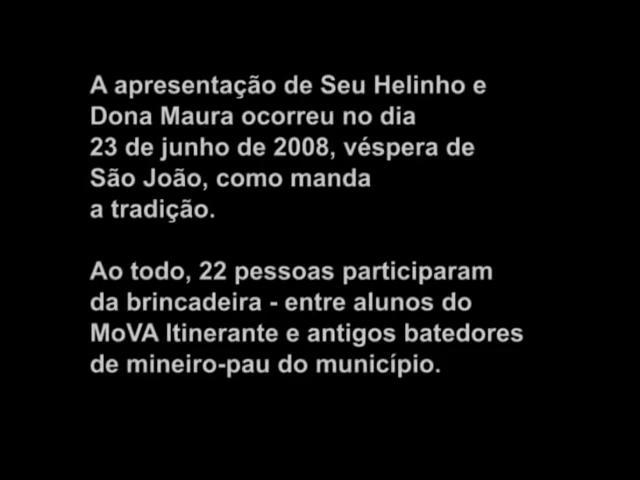 A apresentação de Seu Helinho e
Dona Maura ocorreu no dia
23 de junho de 2008, véspera de
São João, como manda
a tradição.
Ao todo, 22 pessoas participaram
da brincadeira - entre alunos do
MoVA Itinerante e antigos batedores
de mineiro-pau do município.